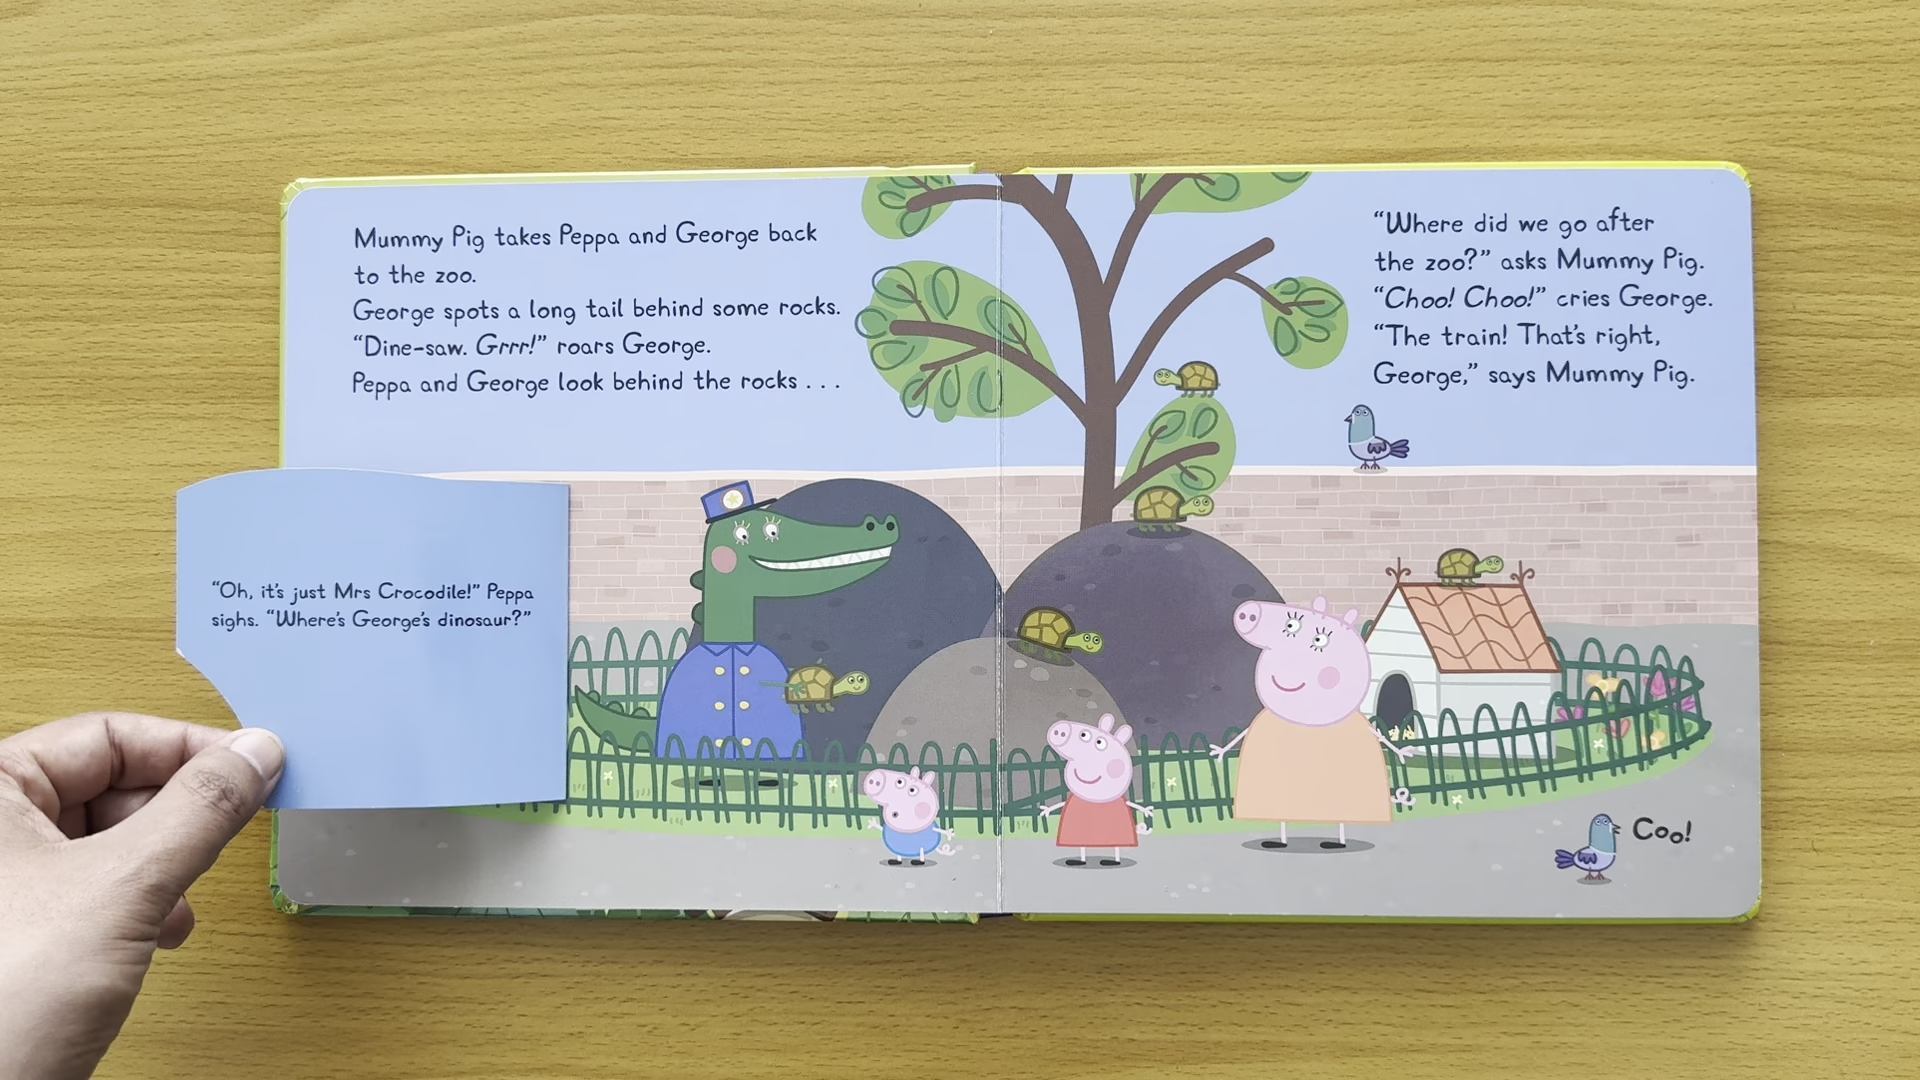 Mummy Pig takes Peppa and George back
to the zoo.
George spots a long tail behind some rocks.
“Dine-saw. Grrr!” roars George.
Peppa and George look behind the rocks . . .
“Oh, it’s just Mrs Crocodile!” Peppa
sighs. “Where’s George’s dinosaur?”
“Where did we go after
the zoo?” asks Mummy Pig.
“Choo! Choo!” cries George.
“The train! That’s right,
George,” says Mummy Pig.
Coo!